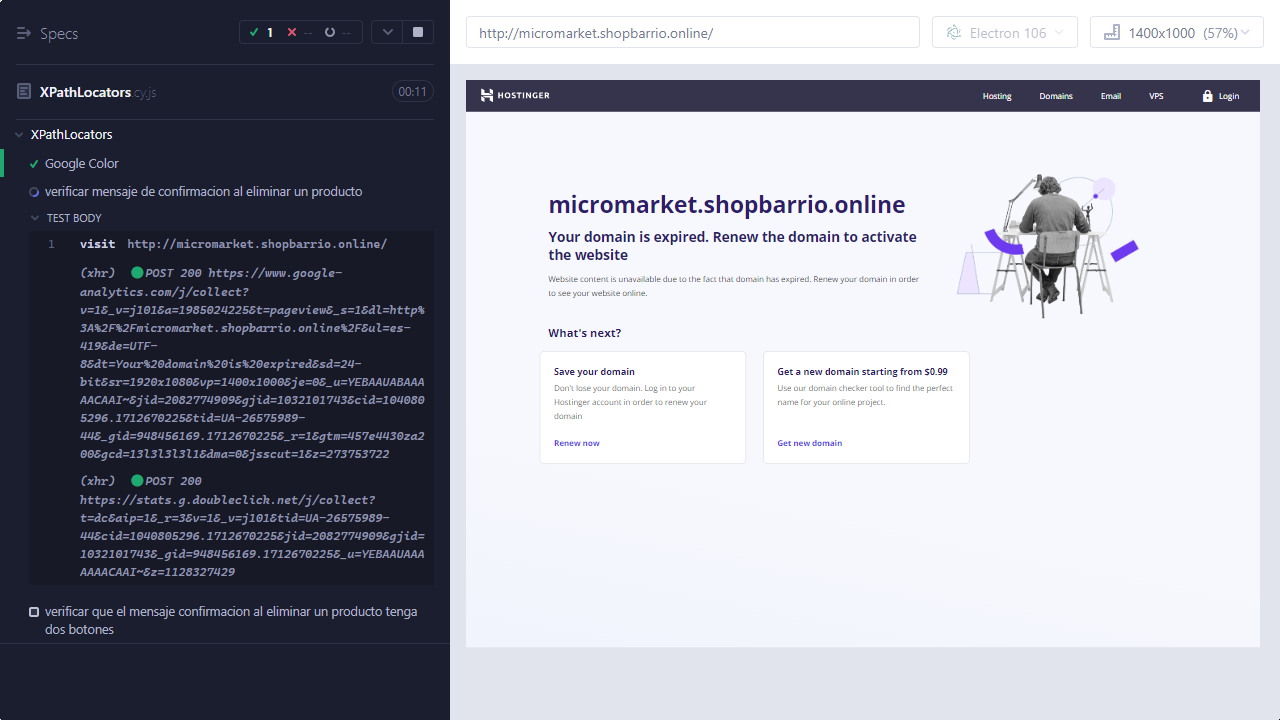 Specs
1 -- --
XPathLocators.cy.js
00:11
XPathLocators
Google Color
verificar mensaje de confirmacion al eliminar un producto
TEST BODY
1 visit http://micromarket.shopbarrio.online/
(xhr) POST 200 https://www.google-
analytics.com/j/collect?
v=1&_v=j101&a=1985024225&t=pageview&_s=1&dl=http%
3A%2F%2Fmicromarket.shopbarrio.online%2F&ul=es-
419&de=UTF-
8&dt=Your%20domain%20is%20expired&sd=24-
bit&sr=1920x1080&vp=1400x1000&je=0&_u=YEBAAUABAAA
AACAAI~&jid=2082774909&gjid=1032101743&cid=104080
5296.1712670225&tid=UA-26575989-
44&_gid=948456169.1712670225&_r=1&gtm=457e4430za2
00&gcd=13l3l3l3l1&dma=0&jsscut=1&z=273753722
(xhr) POST 200
https://stats.g.doubleclick.net/j/collect?
t=dc&aip=1&_r=3&v=1&_v=j101&tid=UA-26575989-
44&cid=1040805296.1712670225&jid=2082774909&gjid=
1032101743&_gid=948456169.1712670225&_u=YEBAAUAAA
AAAACAAI~&z=1128327429
verificar que el mensaje confirmacion al eliminar un producto tenga
dos botones
http://micromarket.shopbarrio.online/
Electron 106
1400x1000 (57%)
HOSTINGER
Hosting Domains Email VPS Login
micromarket.shopbarrio.online
Your domain is expired. Renew the domain to activate
the website
Website content is unavailable due to the fact that domain has expired. Renew your domain in order
to see your website online.
What's next?
Save your domain
Don't lose your domain. Log in to your
Hostinger account in order to renew your
domain
Renew now
Get a new domain starting from $0.99
Use our domain checker tool to find the perfect
name for your online project.
Get new domain